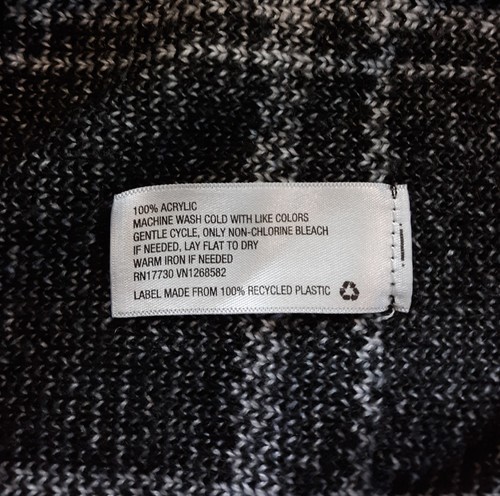 100% ACRYLIC
MACHINE WASH COLD WITH LIKE COLORS
GENTLE CYCLE, ONLY NON-CHLORINE BLEACH
IF NEEDED, LAY FLAT TO DRY
WARM IRON IF NEEDED
RN17730 VN1268582
LABEL MADE FROM 100% RECYCLED PLASTIC